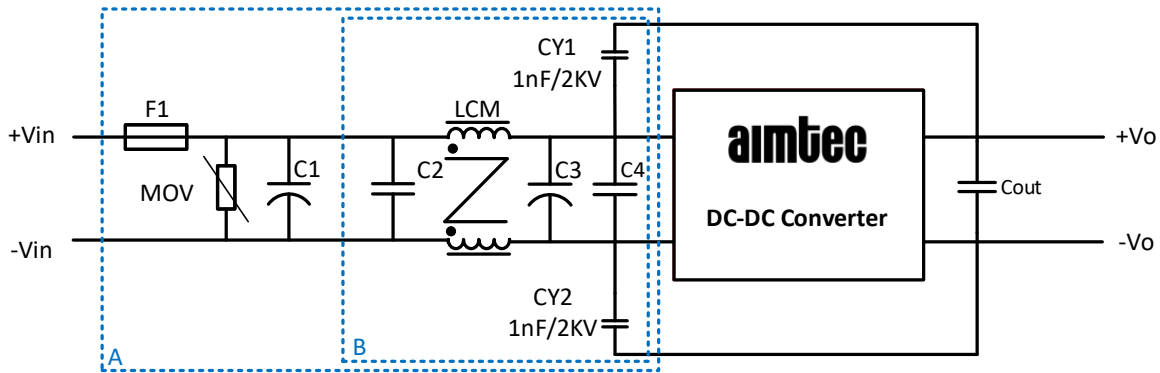 CY1
1nF/2KV
F1
LCM
+Vin
+Vo
aimtec
MOV
C1
C2
C3
C4
Cout
DC-DC Converter
-Vin
-Vo
CY2
1nF/2KV
A
B